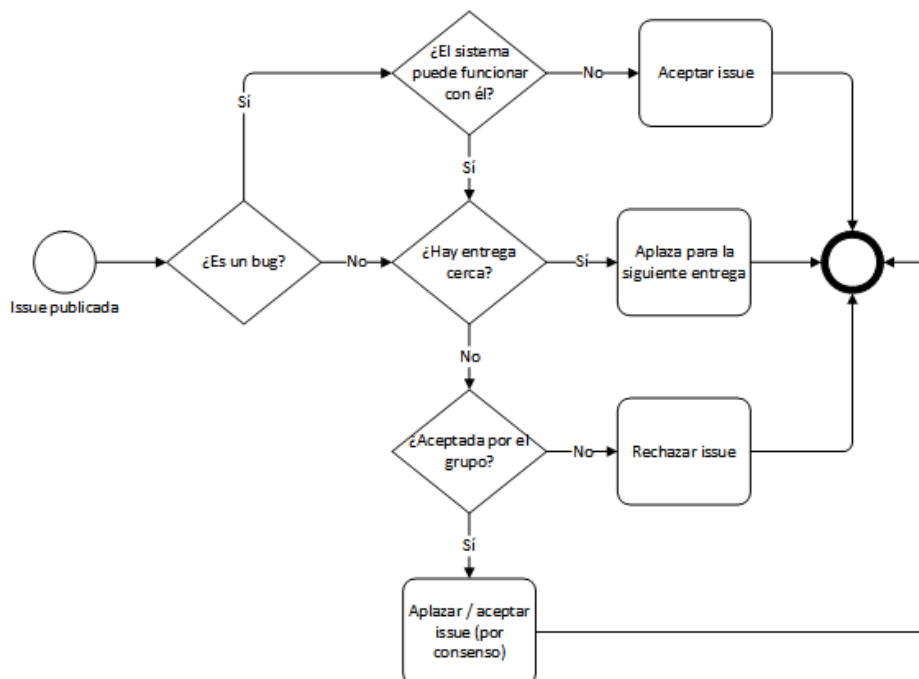 ¿El sistema
puede funcionar
con él?
No
Aceptar issue
Sí
Sí
¿Es un bug?
No
¿Hay entrega
cerca?
Sí
Aplaza para la
siguiente entrega
Issue publicada
No
¿Aceptada por el
grupo?
No
Rechazar issue
Sí
Aplazar / aceptar
issue (por
consenso)